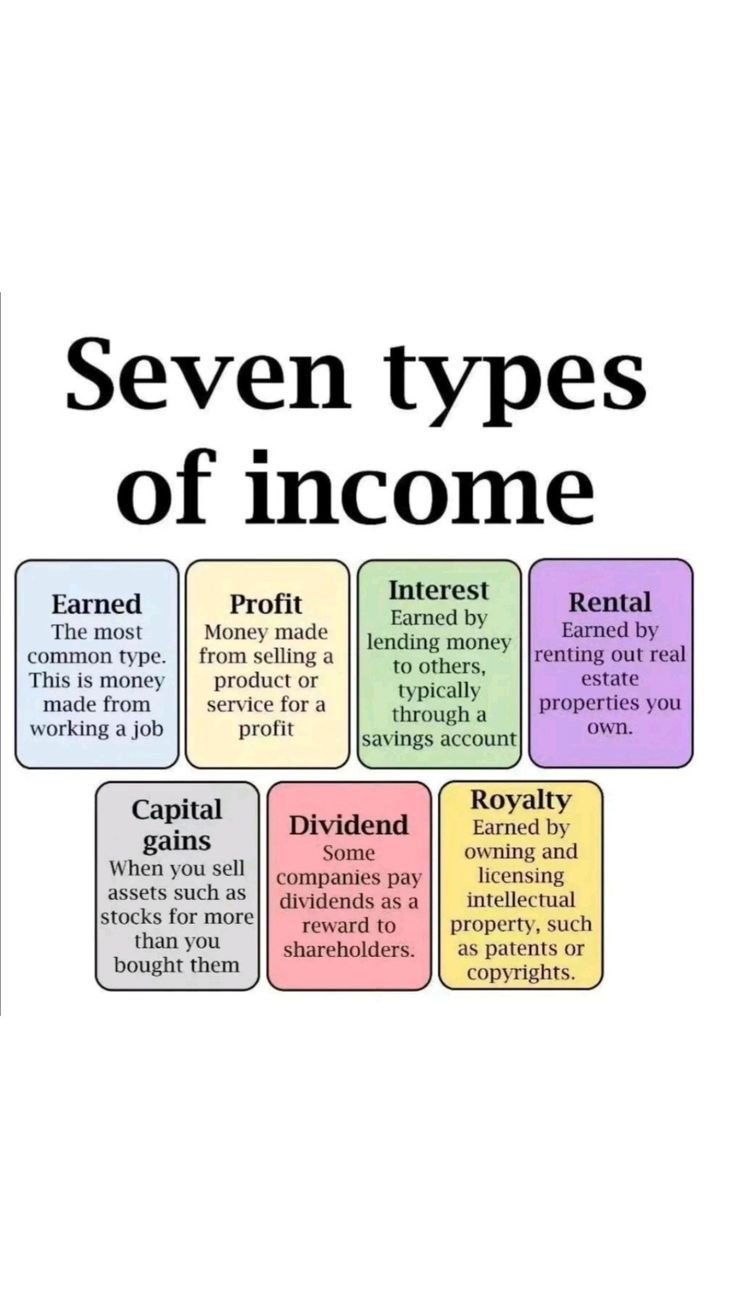 Seven types
of income
Earned
The most
common type.
This is money
made from
working a job
Profit
Money made
from selling a
product or
service for a
profit
Interest
Earned by
lending money
to others,
typically
through a
savings account
Rental
Earned by
renting out real
estate
properties you
own.
Capital
gains
When you sell
assets such as
stocks for more
than you
bought them
Dividend
Some
companies pay
dividends as a
reward to
shareholders.
Royalty
Earned by
owning and
licensing
intellectual
property, such
as patents or
copyrights.